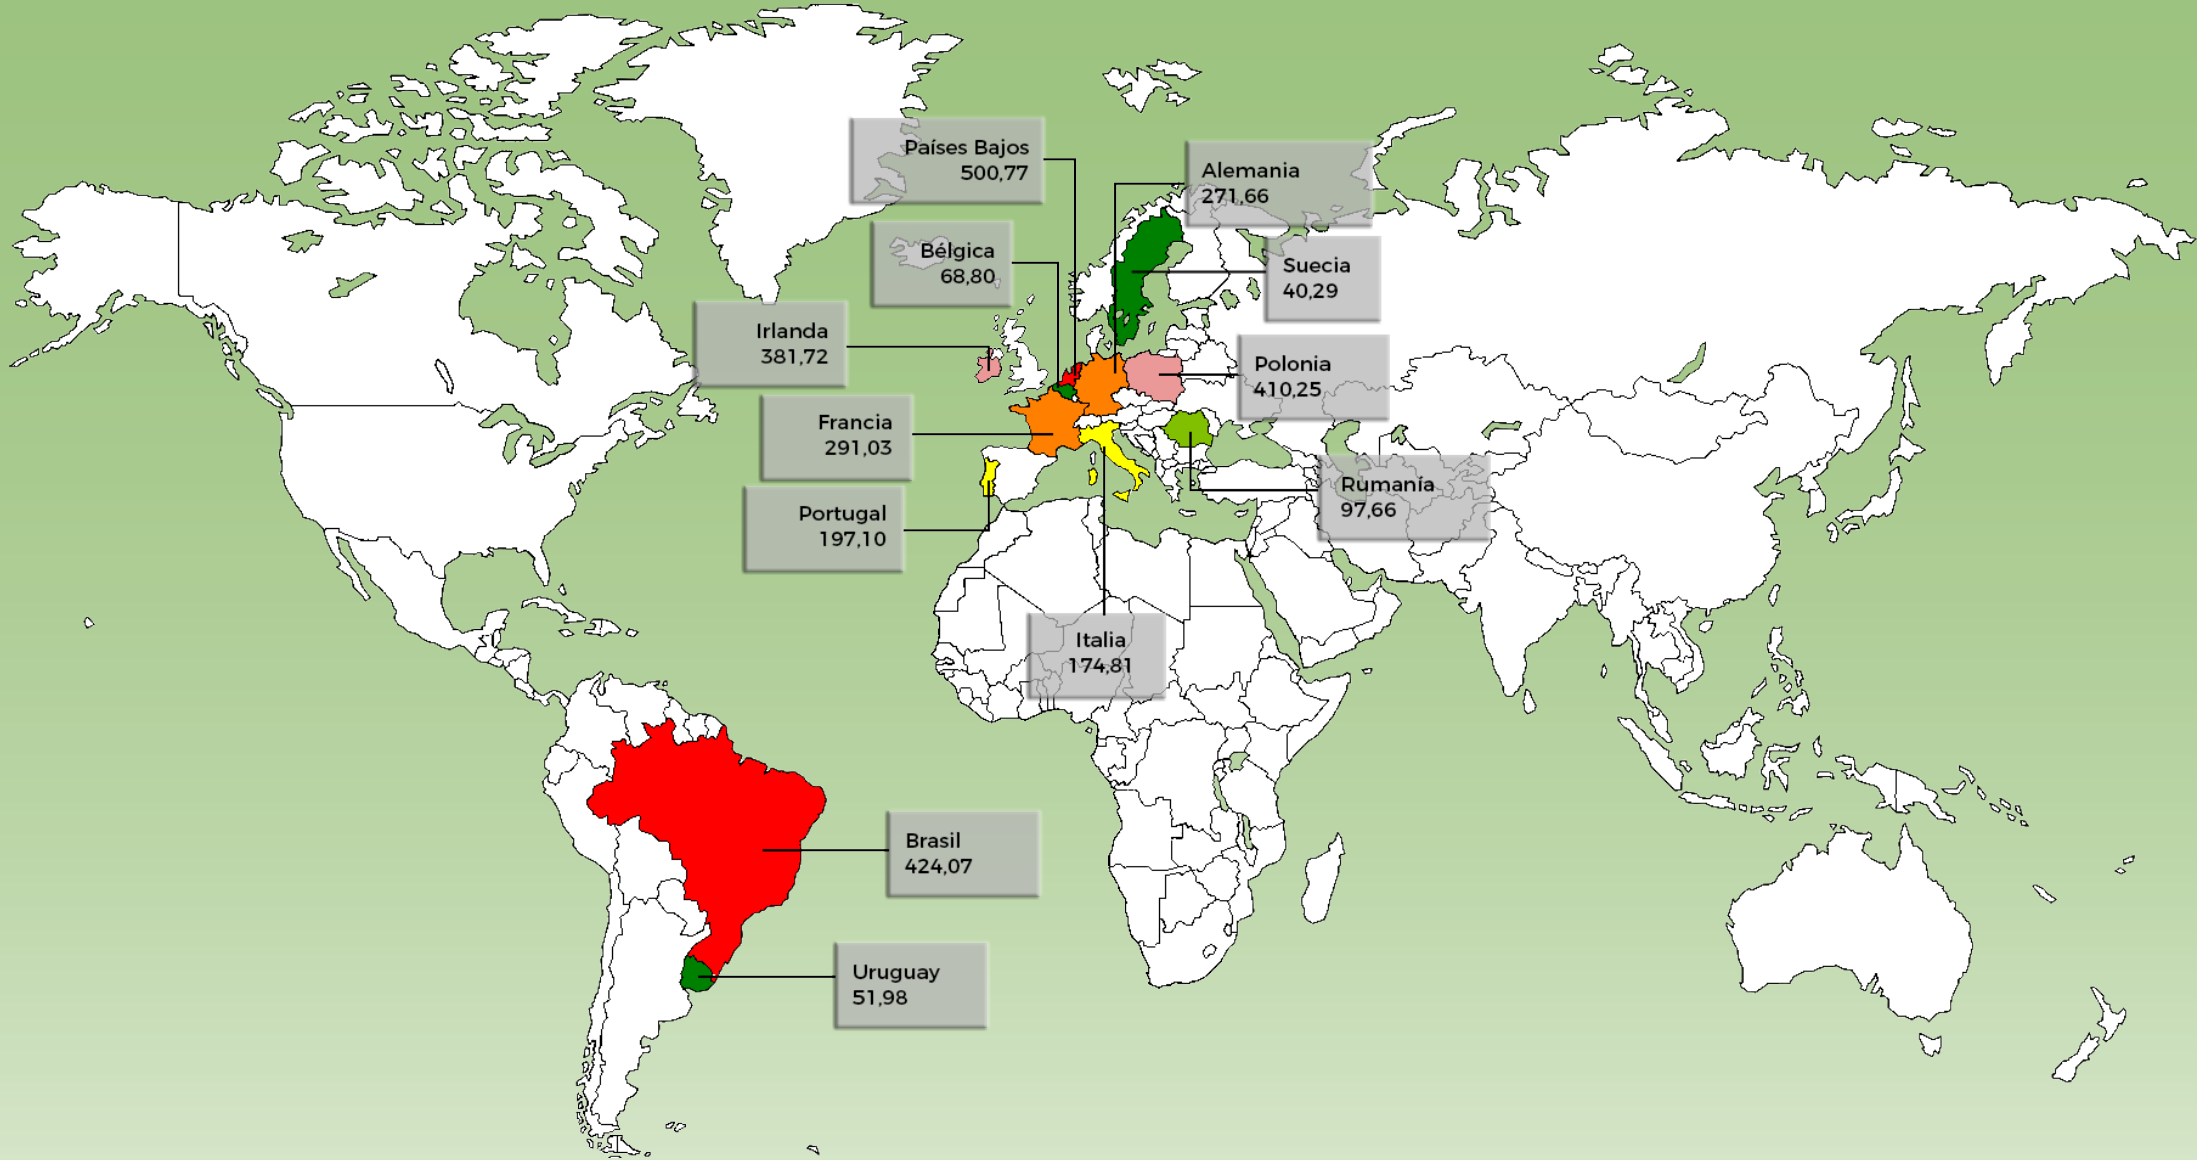 Países Bajos
500,77
Alemania
271,66
Bélgica
68,80
Suecia
40,29
Irlanda
381,72
Polonia
410,25
Francia
291,03
Rumanía
97,66
Portugal
197,10
Italia
174,81
Brasil
424,07
Uruguay
51,98